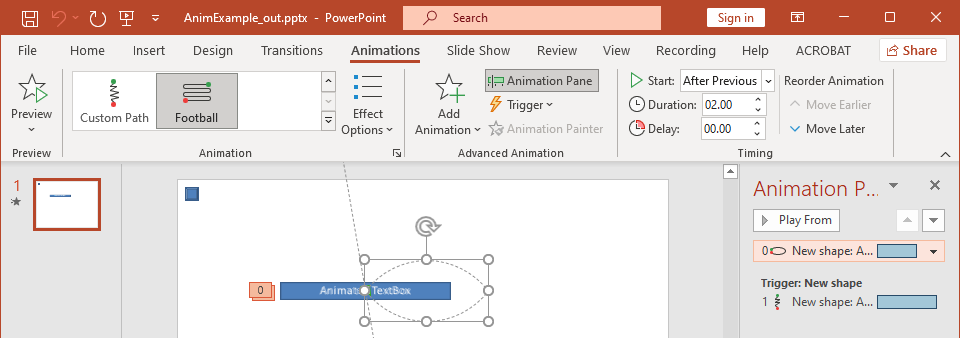 AnimExample_out.pptx - PowerPoint
Search
Sign in
File Home Insert Design Transitions Animations Slide Show Review View Recording Help ACROBAT Share
Preview
Custom Path Football
Effect Options
Add Animation
Animation Pane
Trigger
Animation Painter
Start: After Previous
Duration: 02.00
Delay: 00.00
Reorder Animation
Move Earlier
Move Later
Preview Animation Advanced Animation Timing
1
0
Animated TextBox
Animation P...
Play From
0 New shape: A...
Trigger: New shape
1 New shape: A...